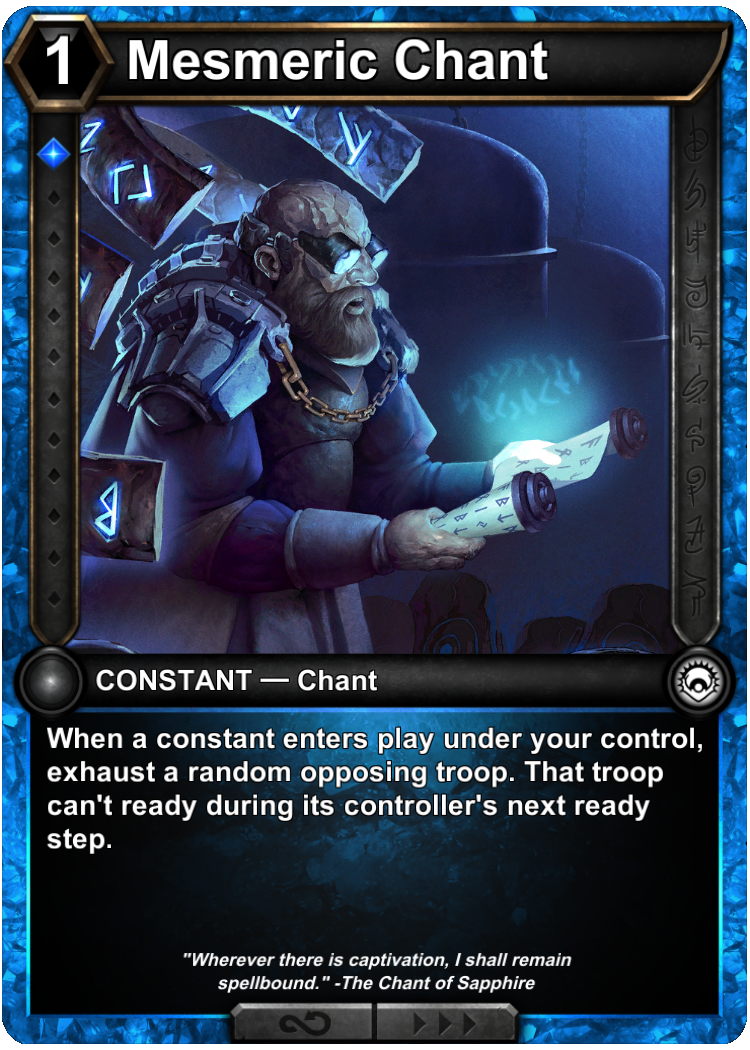 1
Mesmeric Chant
CONSTANT — Chant
When a constant enters play under your control,
exhaust a random opposing troop. That troop
can't ready during its controller's next ready
step.
"Wherever there is captivation, I shall remain
spellbound." -The Chant of Sapphire